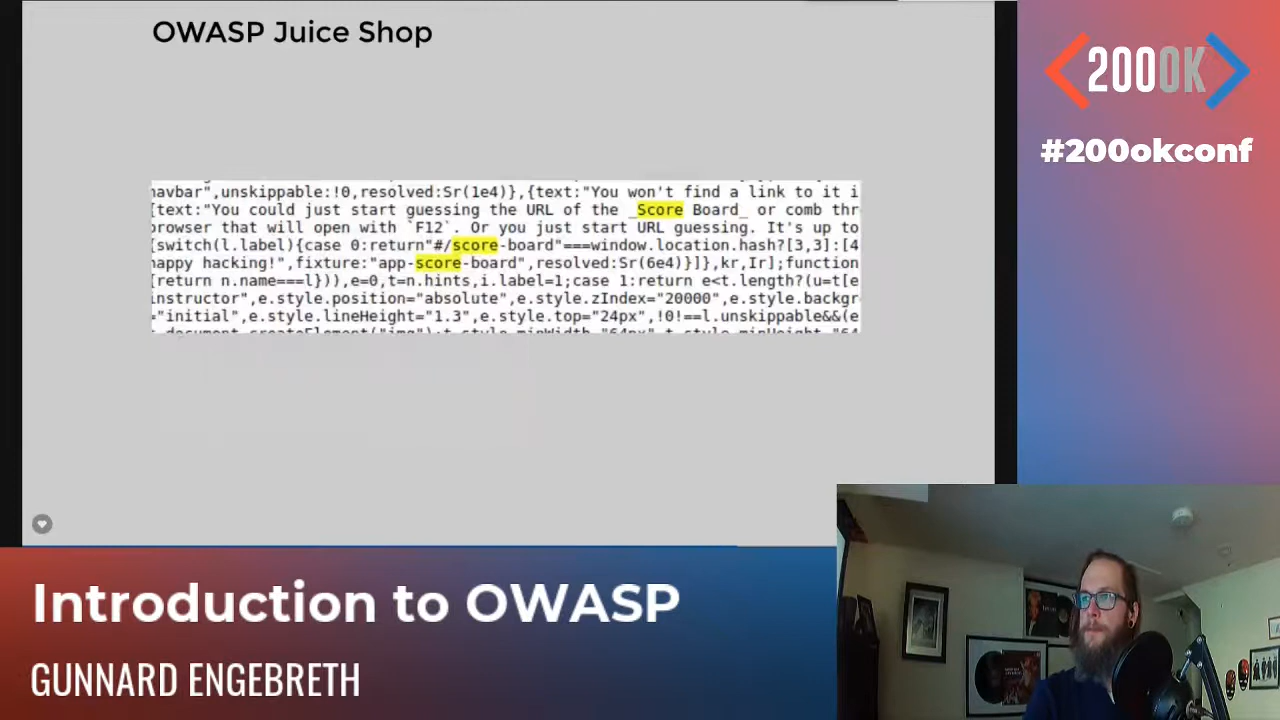 OWASP Juice Shop
navbar",unskippable:!0,resolved:Sr(1e4)},{text:"You won't find a link to it i
{text:"You could just start guessing the URL of the _Score Board_ or comb thr
browser that will open with `F12`. Or you just start URL guessing. It's up to
{switch(l.label){case 0:return"#/score-board"===window.location.hash?[3,3]:[4
happy hacking!",fixture:"app-score-board",resolved:Sr(6e4)}]},kr,Ir];function
{return n.name===l})),e=0,t=n.hints,i.label=1;case 1:return e<t.length?(u=t[e
instructor",e.style.position="absolute",e.style.zIndex="20000",e.style.backgr
="initial",e.style.lineHeight="1.3",e.style.top="24px",!0!==l.unskippable&&(e
200OK
#200okconf
Introduction to OWASP
GUNNARD ENGEBRETH